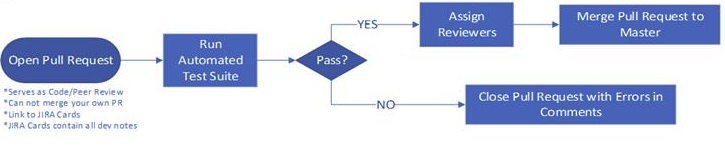 Open Pull Request
*Serves as Code/Peer Review
*Can not merge your own PR
*Link to JIRA Cards
*JIRA Cards contain all dev notes
Run
Automated
Test Suite
Pass?
YES
Assign
Reviewers
Merge Pull Request to
Master
NO
Close Pull Request with Errors in
Comments